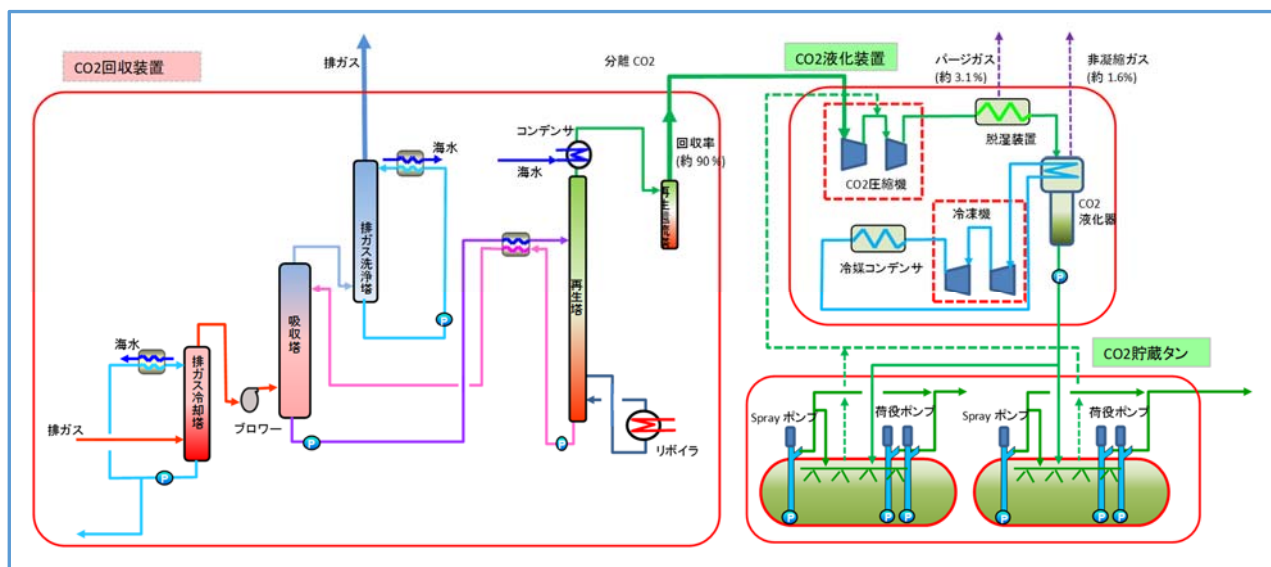 CO2回収装置
排ガス
分離 CO2
CO2液化装置
パージガス
(約 3.1%)
非凝縮ガス
(約 1.6%)
コンデンサ
海水
海水
回収率
(約 90%)
脱湿装置
CO2圧縮機
CO2
液化器
冷凍機
冷媒コンデンサ
排ガス洗浄塔
再生塔
吸収塔
P
P
海水
排ガス冷却塔
ブロワー
排ガス
P
P
P
リボイラ
CO2貯蔵タン
Spray ポンプ
荷役ポンプ
Spray ポンプ
荷役ポンプ
P
P
P
P
P
P